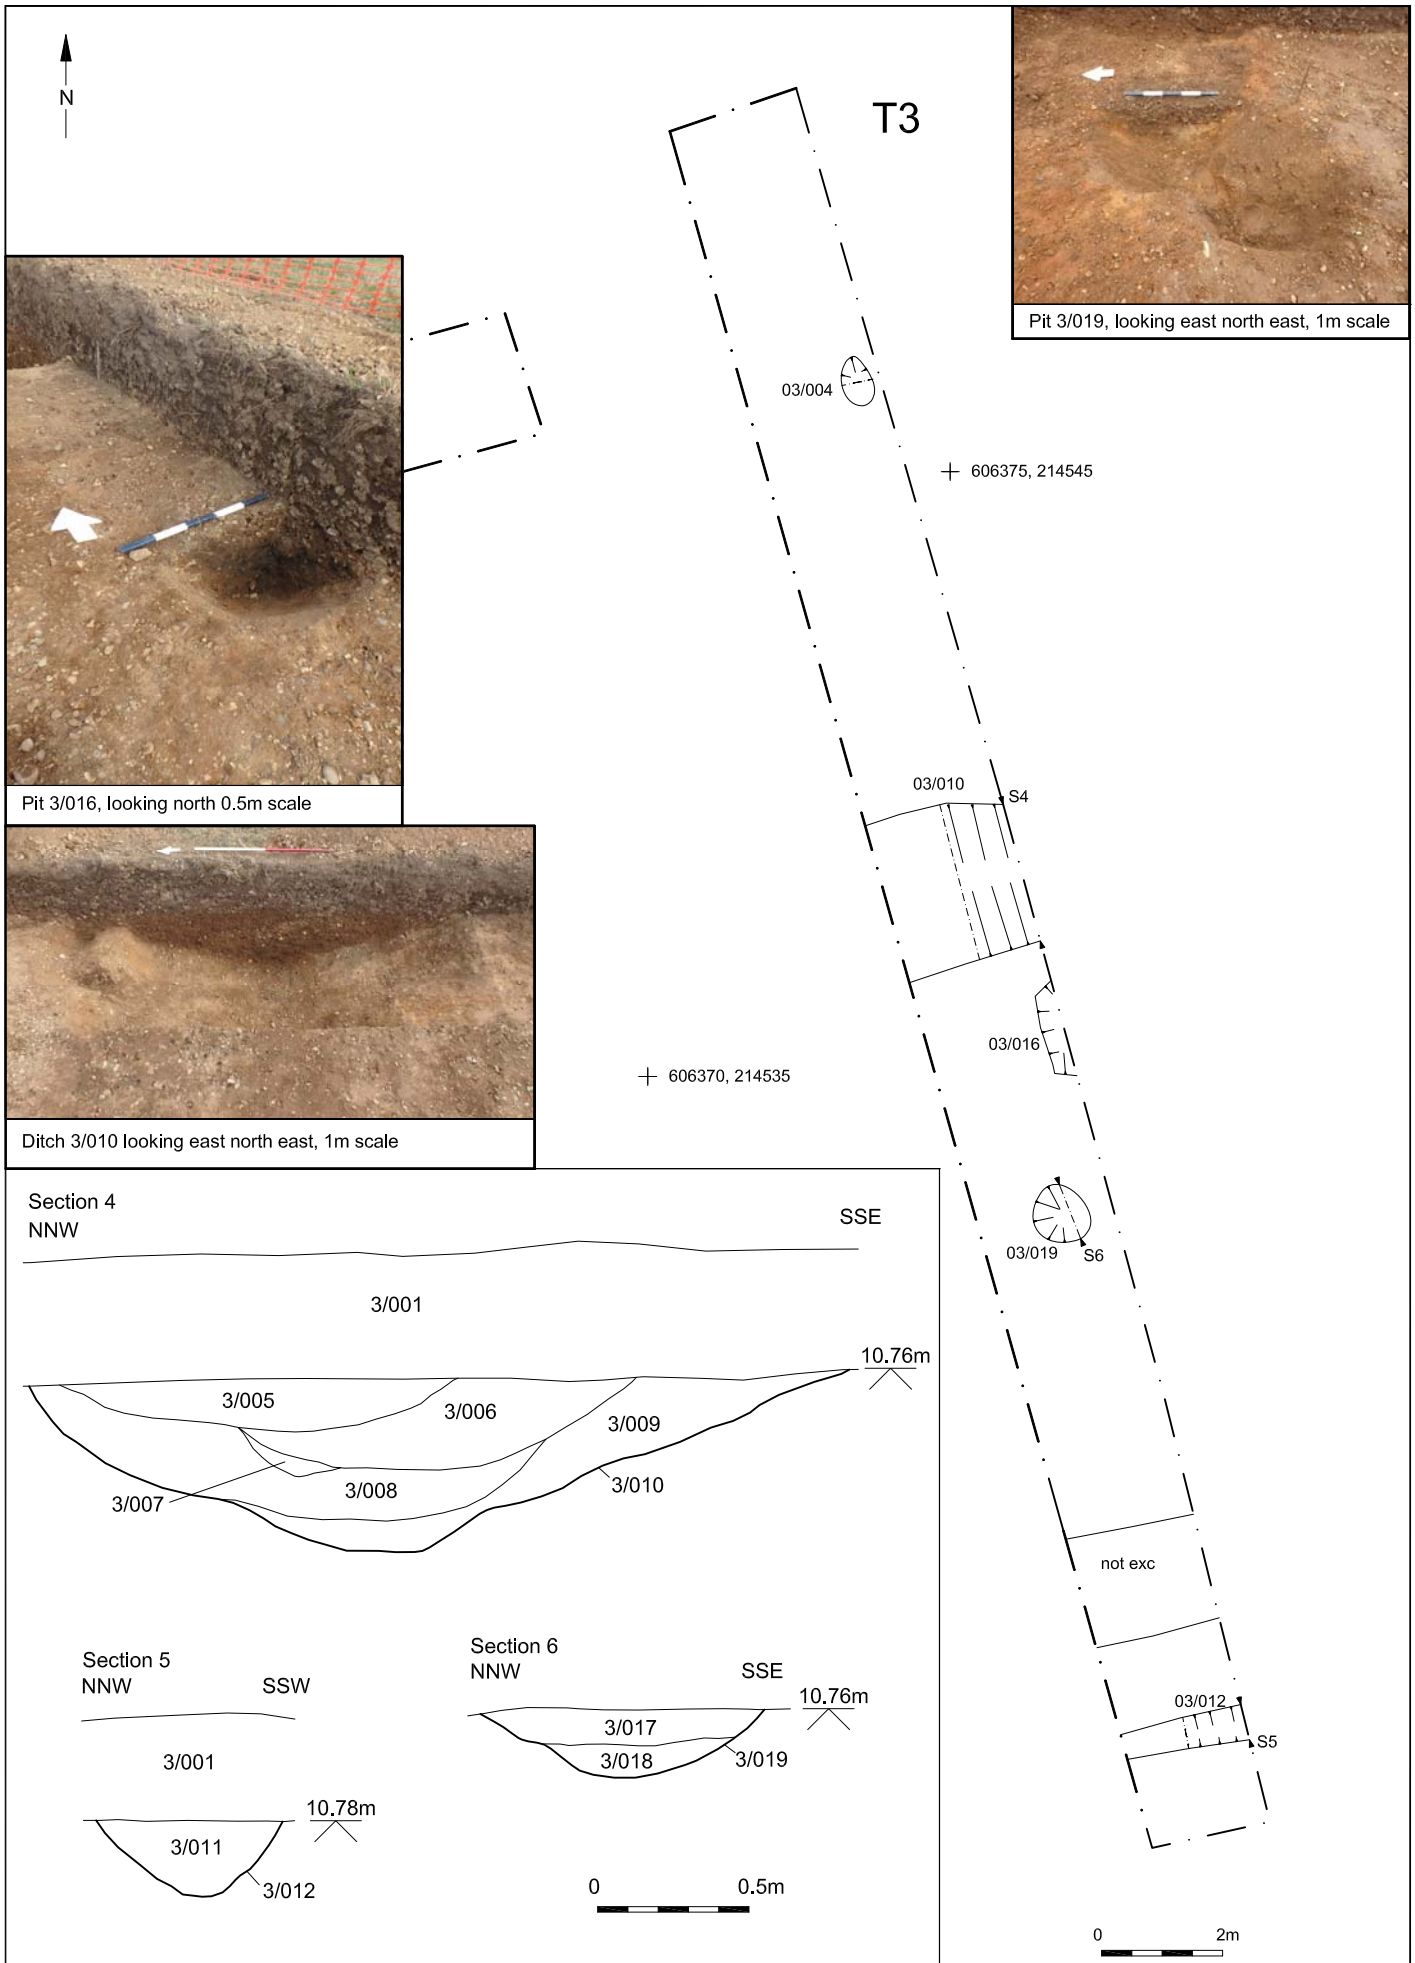 N
T3
Pit 3/019, looking east north east, 1m scale
03/004
606375, 214545
Pit 3/016, looking north 0.5m scale
03/010
S4
Ditch 3/010 looking east north east, 1m scale
03/016
606370, 214535
03/019
S6
not exc
03/012
S5
0 2m
Section 4
NNW SSE
3/001
10.76m
3/005
3/006
3/009
3/010
3/008
3/007
Section 5
NNW SSW
3/001
10.78m
3/011
3/012
Section 6
NNW SSE
10.76m
3/017
3/018
3/019
0 0.5m